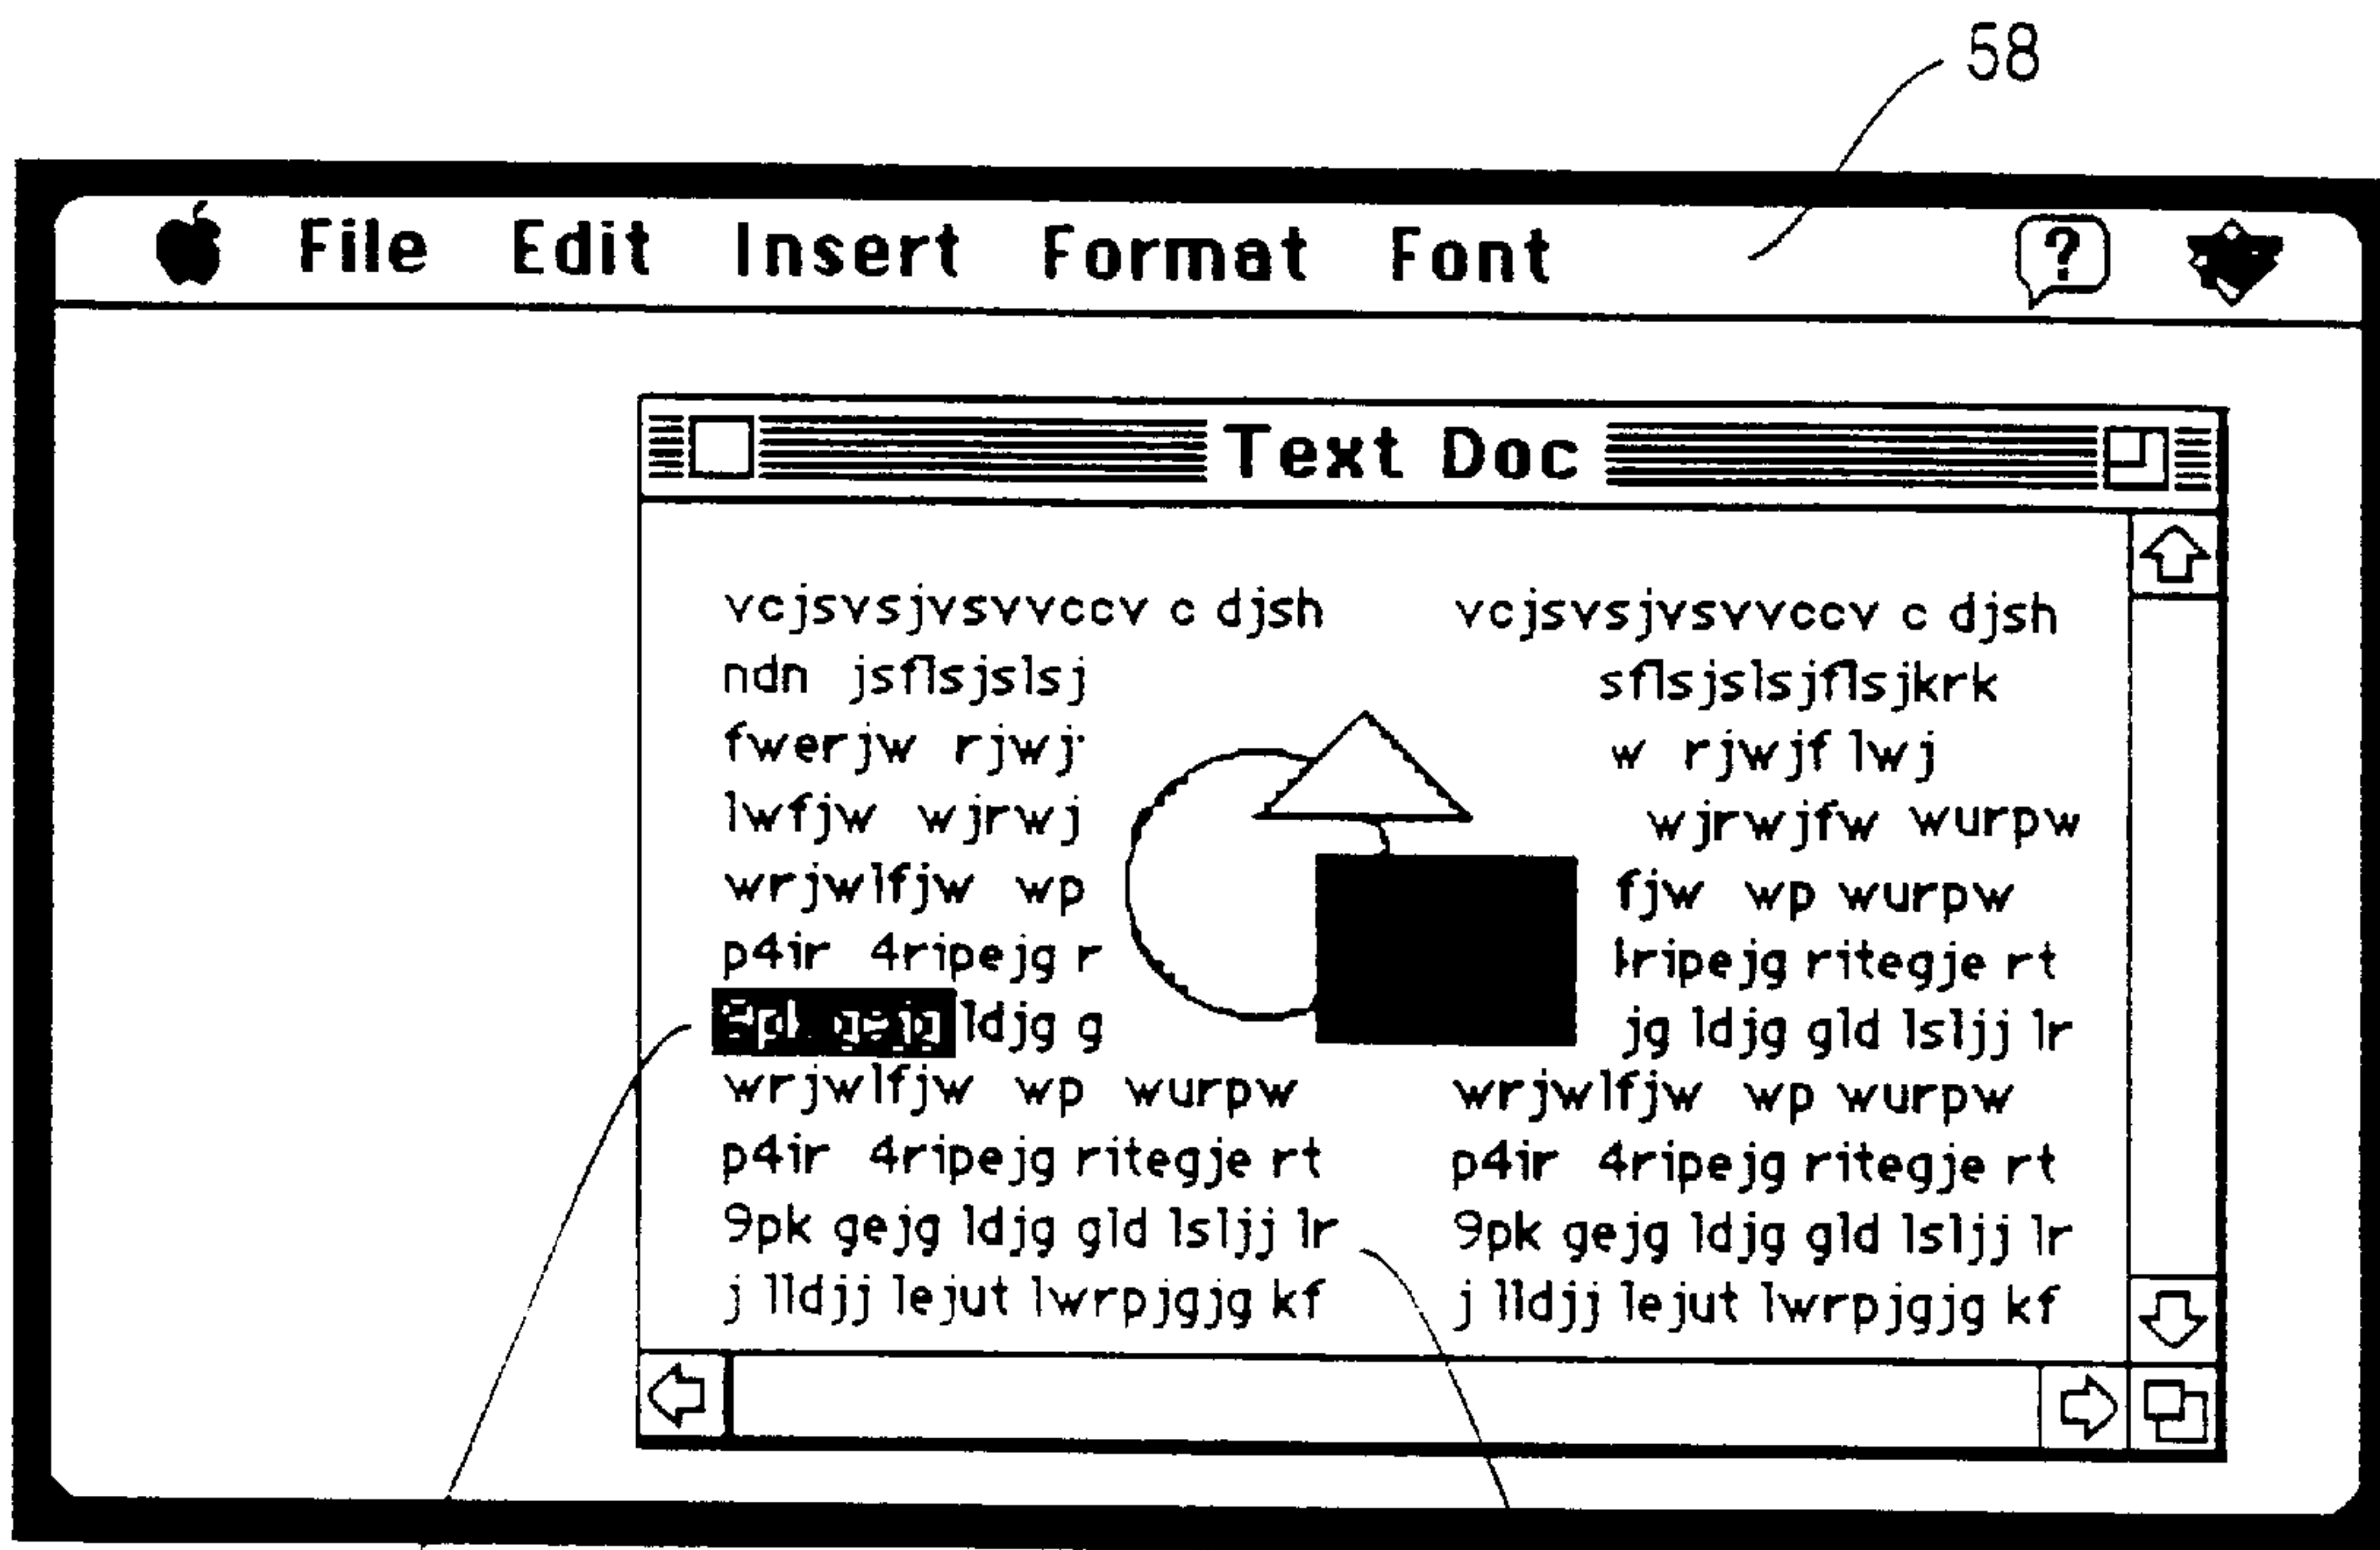 58
File Edit Insert Format Font ?
Text Doc
vcjsvsjvsvvccv c djsh
ndn jsflsjslsj
fwerjw rjwj
lwfjw wjrwj
wrjwlfjw wp
p4ir 4ripejg r
9pk gejg ldjg g
wrjwlfjw wp wurpw
p4ir 4ripejg ritegje rt
9pk gejg ldjg gld lsljj lr
j lldjj lejut lwrpjgjg kf
vcjsvsjvsvvccv c djsh
sflsjslsjflsjkrk
w rjwjf lwj
wjrwjfw wurpw
fjw wp wurpw
ritegje rt
jg ldjg gld lsljj lr
wrjwlfjw wp wurpw
p4ir 4ripejg ritegje rt
9pk gejg ldjg gld lsljj lr
j lldjj lejut lwrpjgjg kf